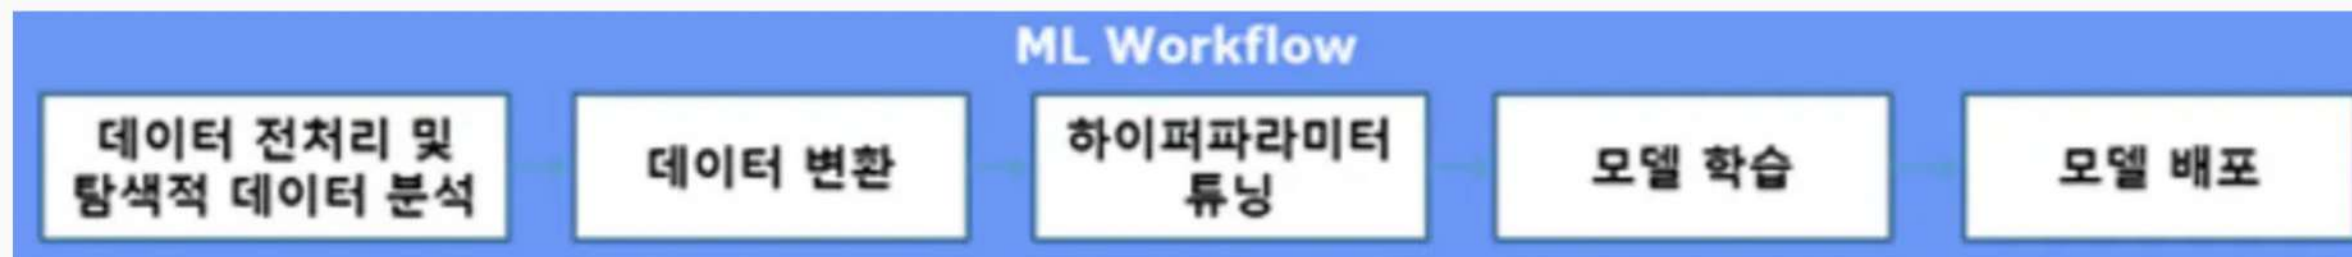 ML Workflow
데이터 전처리 및
탐색적 데이터 분석
데이터 변환
하이퍼파라미터
튜닝
모델 학습
모델 배포